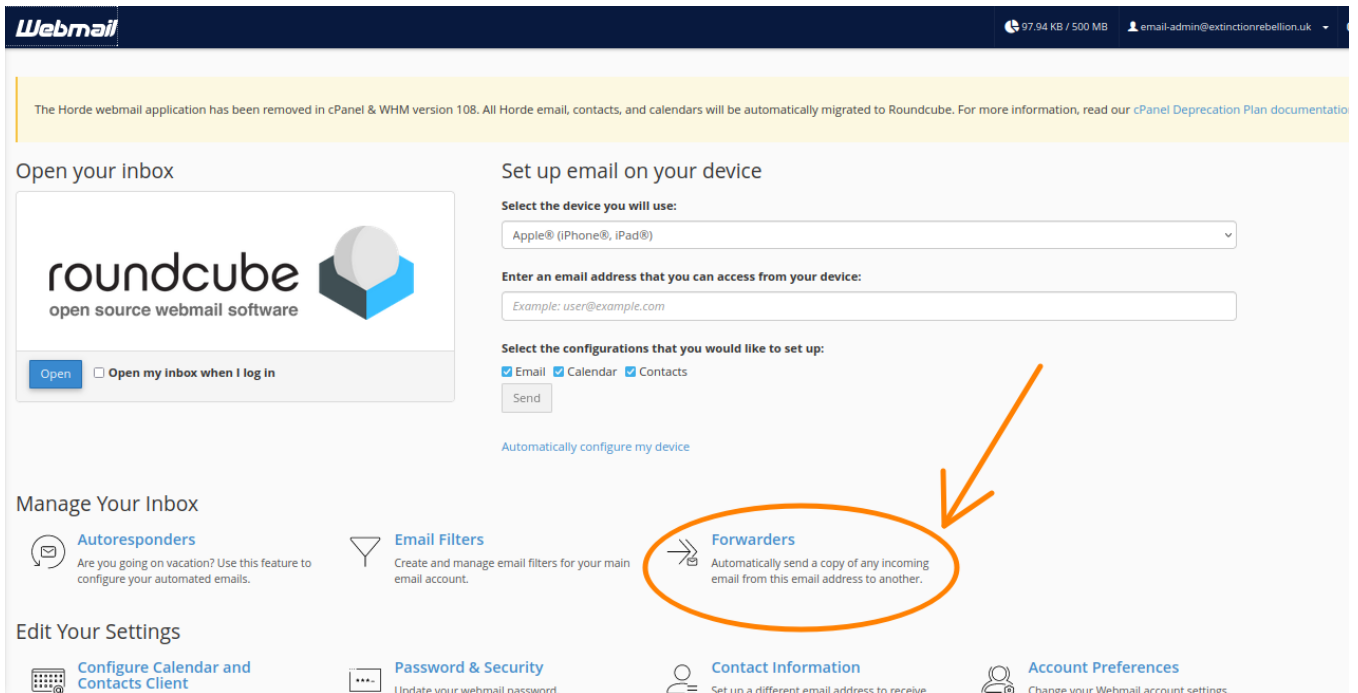 Webmail
97.94 KB / 500 MB
email-admin@extinctionrebellion.uk
The Horde webmail application has been removed in cPanel & WHM version 108. All Horde email, contacts, and calendars will be automatically migrated to Roundcube. For more information, read our cPanel Deprecation Plan documentatio
Open your inbox
roundcube
open source webmail software
Open
Open my inbox when I log in
Set up email on your device
Select the device you will use:
Apple® (iPhone®, iPad®)
Enter an email address that you can access from your device:
Example: user@example.com
Select the configurations that you would like to set up:
Email Calendar Contacts
Send
Automatically configure my device
Manage Your Inbox
Autoresponders
Are you going on vacation? Use this feature to
configure your automated emails.
Email Filters
Create and manage email filters for your main
email account.
Forwarders
Automatically send a copy of any incoming
email from this email address to another.
Edit Your Settings
Configure Calendar and
Contacts Client
Password & Security
Update your webmail password.
Contact Information
Set up a different email address to receive
Account Preferences
Change your Webmail account settings.